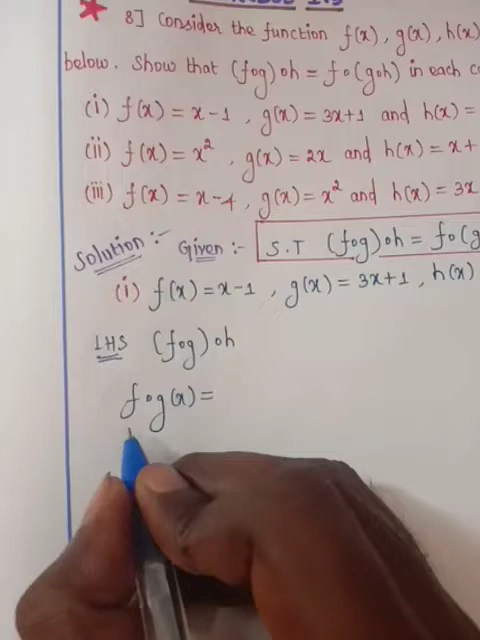 8] Consider the function f(x), g(x), h(x)
below. Show that (fog)oh = fo(goh) in each
(i) f(x) = x-1, g(x) = 3x+1 and h(x) =
(ii) f(x) = x², g(x) = 2x and h(x) = x+
(iii) f(x) = x-4, g(x) = x² and h(x) = 3x
Solution:- Given:- S.T (fog)oh = fo(g
(i) f(x) = x-1, g(x) = 3x+1, h(x)
LHS (fog)oh
fog(x) =